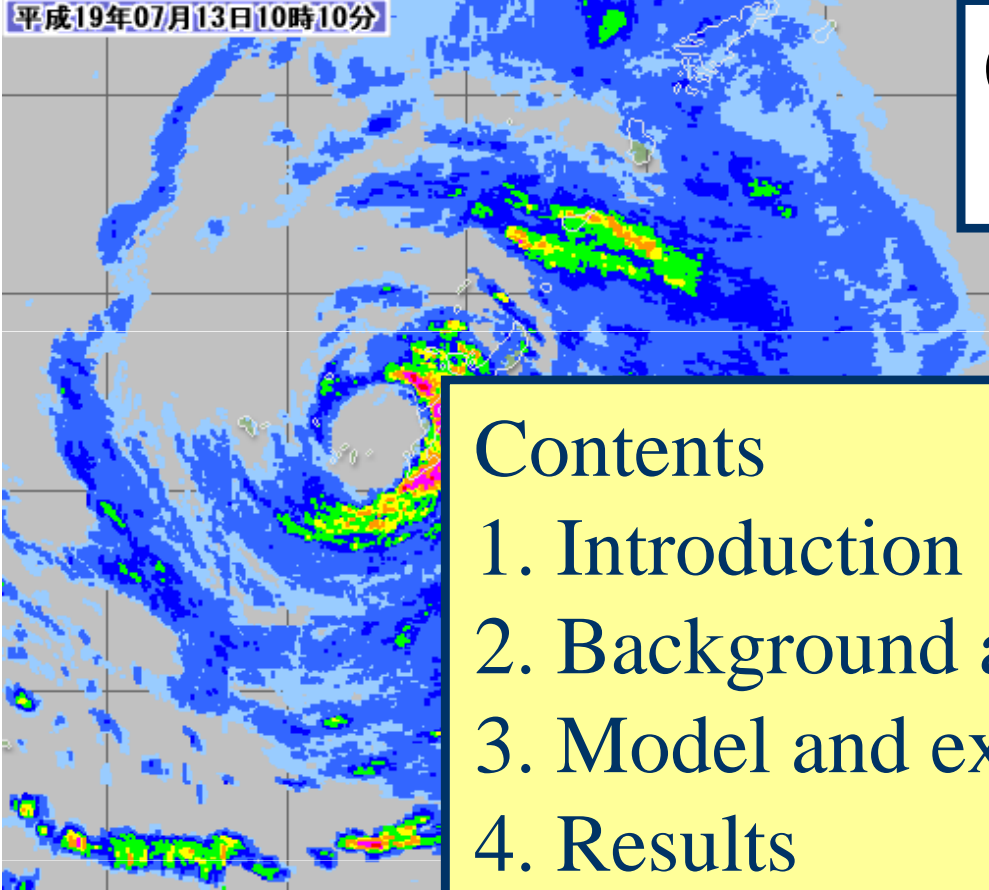 平成19年07月13日10時10分
Contents
1. Introduction
2. Background
3. Model and
4. Results